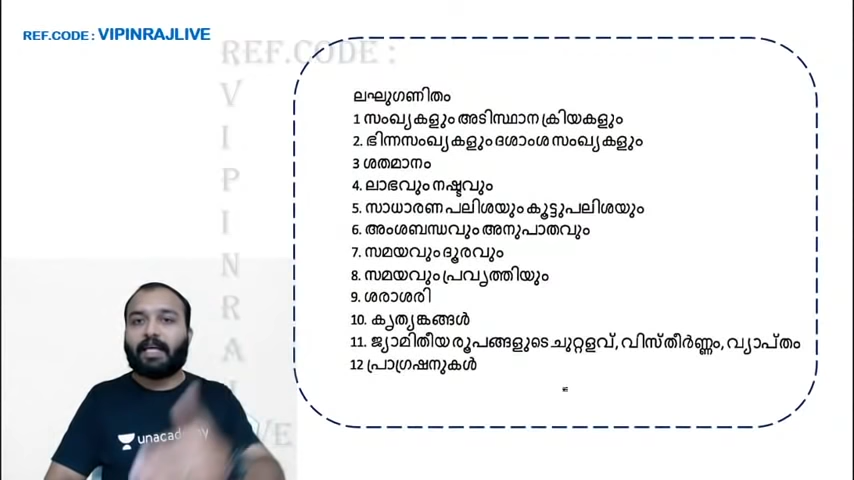 REF.CODE : VIPINRAJLIVE
REF.CODE :
V
I
P
I
N
R
A
J
VE
ലഘുഗണിതം
1 സംഖ്യകളും അടിസ്ഥാന ക്രിയകളും
2. ഭിന്നസംഖ്യകളും ദശാംശ സംഖ്യകളും
3 ശതമാനം
4. ലാഭവും നഷ്ടവും
5. സാധാരണ പലിശയും കൂട്ടുപലിശയും
6. അംശബന്ധവും അനുപാതവും
7. സമയവും ദൂരവും
8. സമയവും പ്രവൃത്തിയും
9. ശരാശരി
10. കൃത്യങ്കങ്ങൾ
11. ജ്യാമിതീയ രൂപങ്ങളുടെ ചുറ്റളവ്, വിസ്തീർണ്ണം, വ്യാപ്തം
12 പ്രാഗ്രഷനുകൾ
unacademy